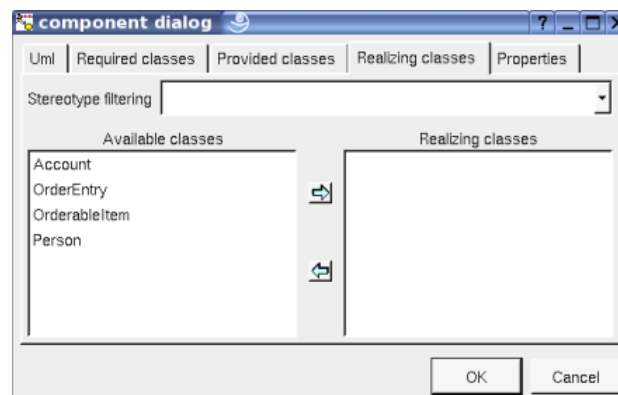 component dialog ? _
Uml Required classes Provided classes Realizing classes Properties
Stereotype filtering
Available classes Realizing classes
Account
OrderEntry
OrderableItem
Person
OK Cancel